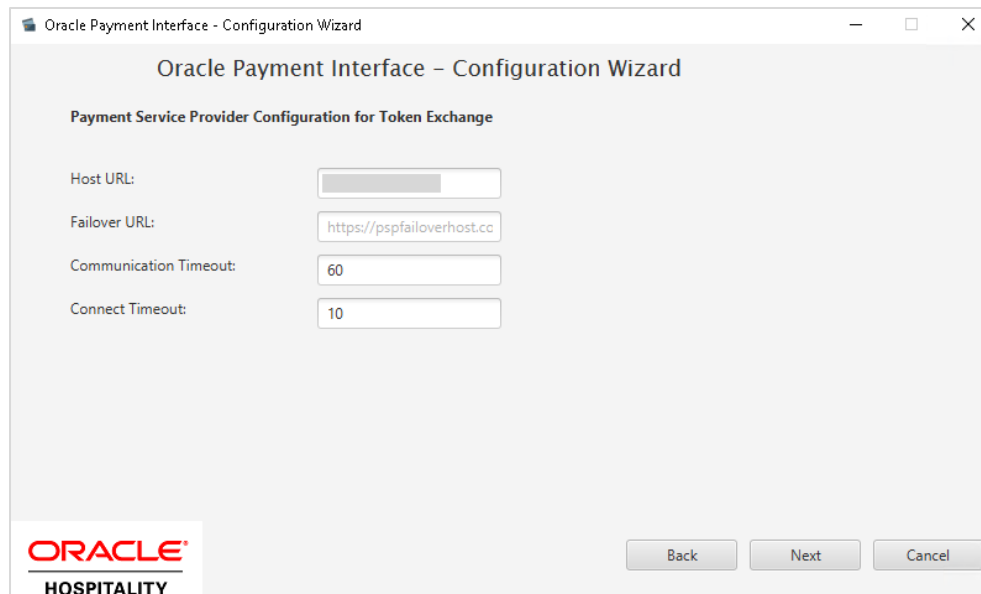 Oracle Payment Interface - Configuration Wizard
Oracle Payment Interface – Configuration Wizard
Payment Service Provider Configuration for Token Exchange
Host URL:
Failover URL: https://pspfailoverhost.cc
Communication Timeout: 60
Connect Timeout: 10
ORACLE®
HOSPITALITY
Back Next Cancel